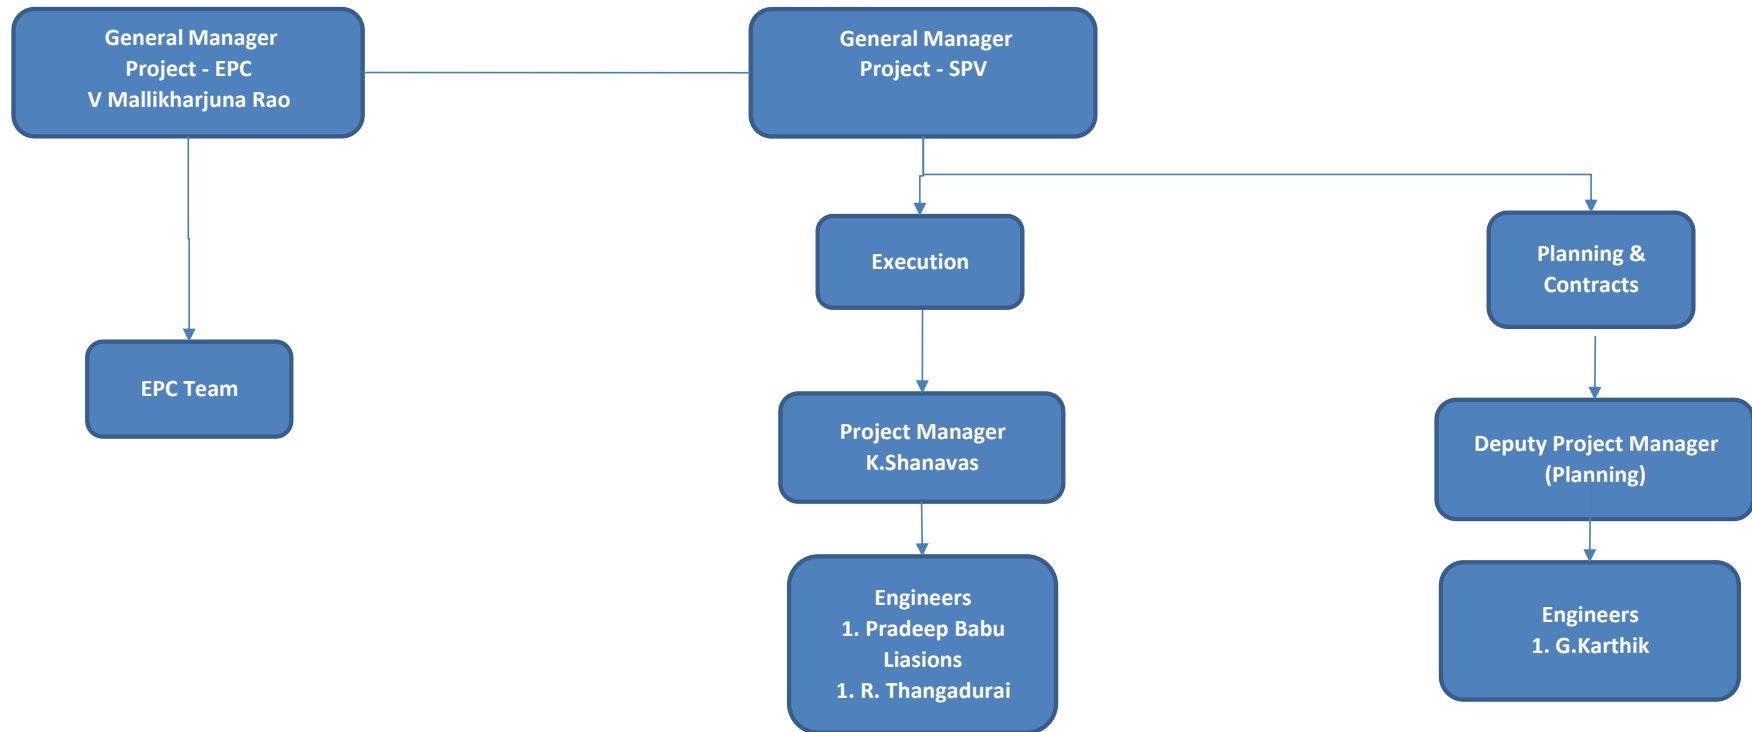 General Manager
Project - EPC
V Mallikharjuna Rao
General Manager
Project - SPV
Execution
Planning &
Contracts
EPC Team
Project Manager
K.Shanavas
Deputy Project Manager
(Planning)
Engineers
1. Pradeep Babu
Liasions
1. R. Thangadurai
Engineers
1. G.Karthik